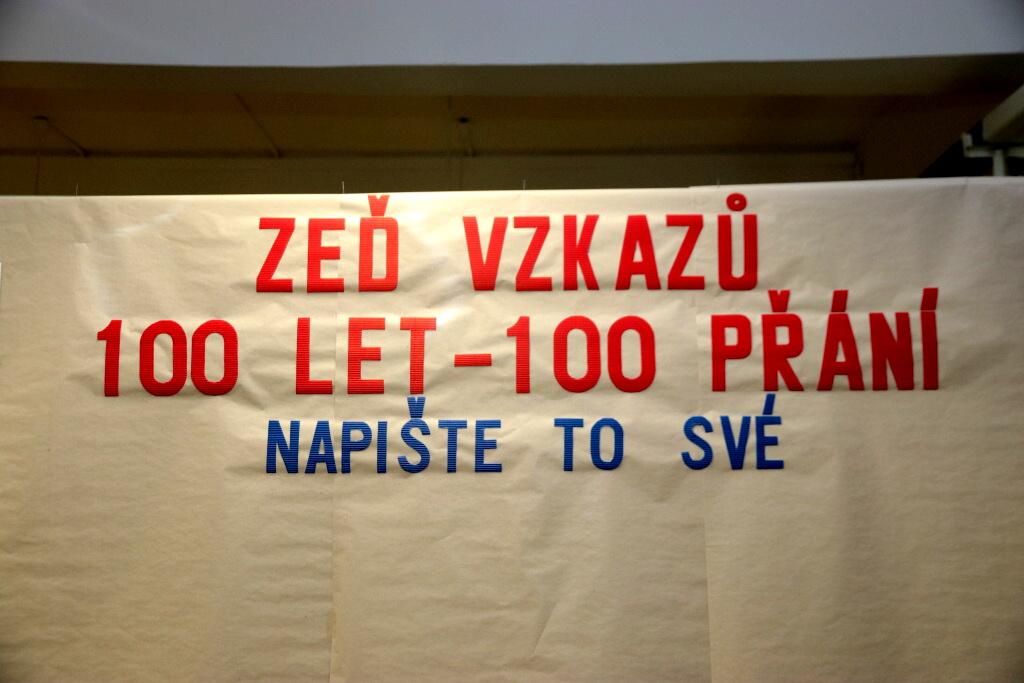 ZEĎ VZKAZŮ
100 LET - 100 PŘÁNÍ
NAPIŠTE TO SVÉ